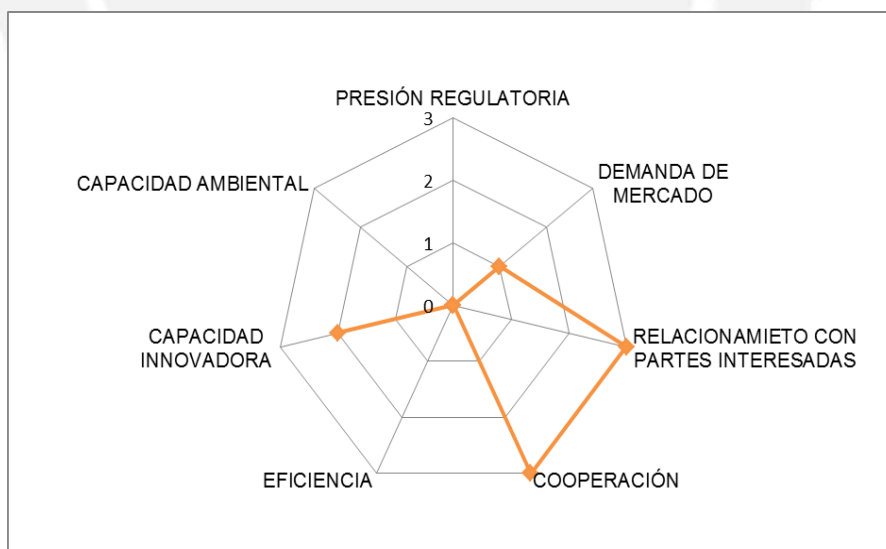 PRESIÓN REGULATORIA
3
2
1
0
DEMANDA DE
MERCADO
RELACIONAMIETO CON
PARTES INTERESADAS
COOPERACIÓN
EFICIENCIA
CAPACIDAD
INNOVADORA
CAPACIDAD AMBIENTAL